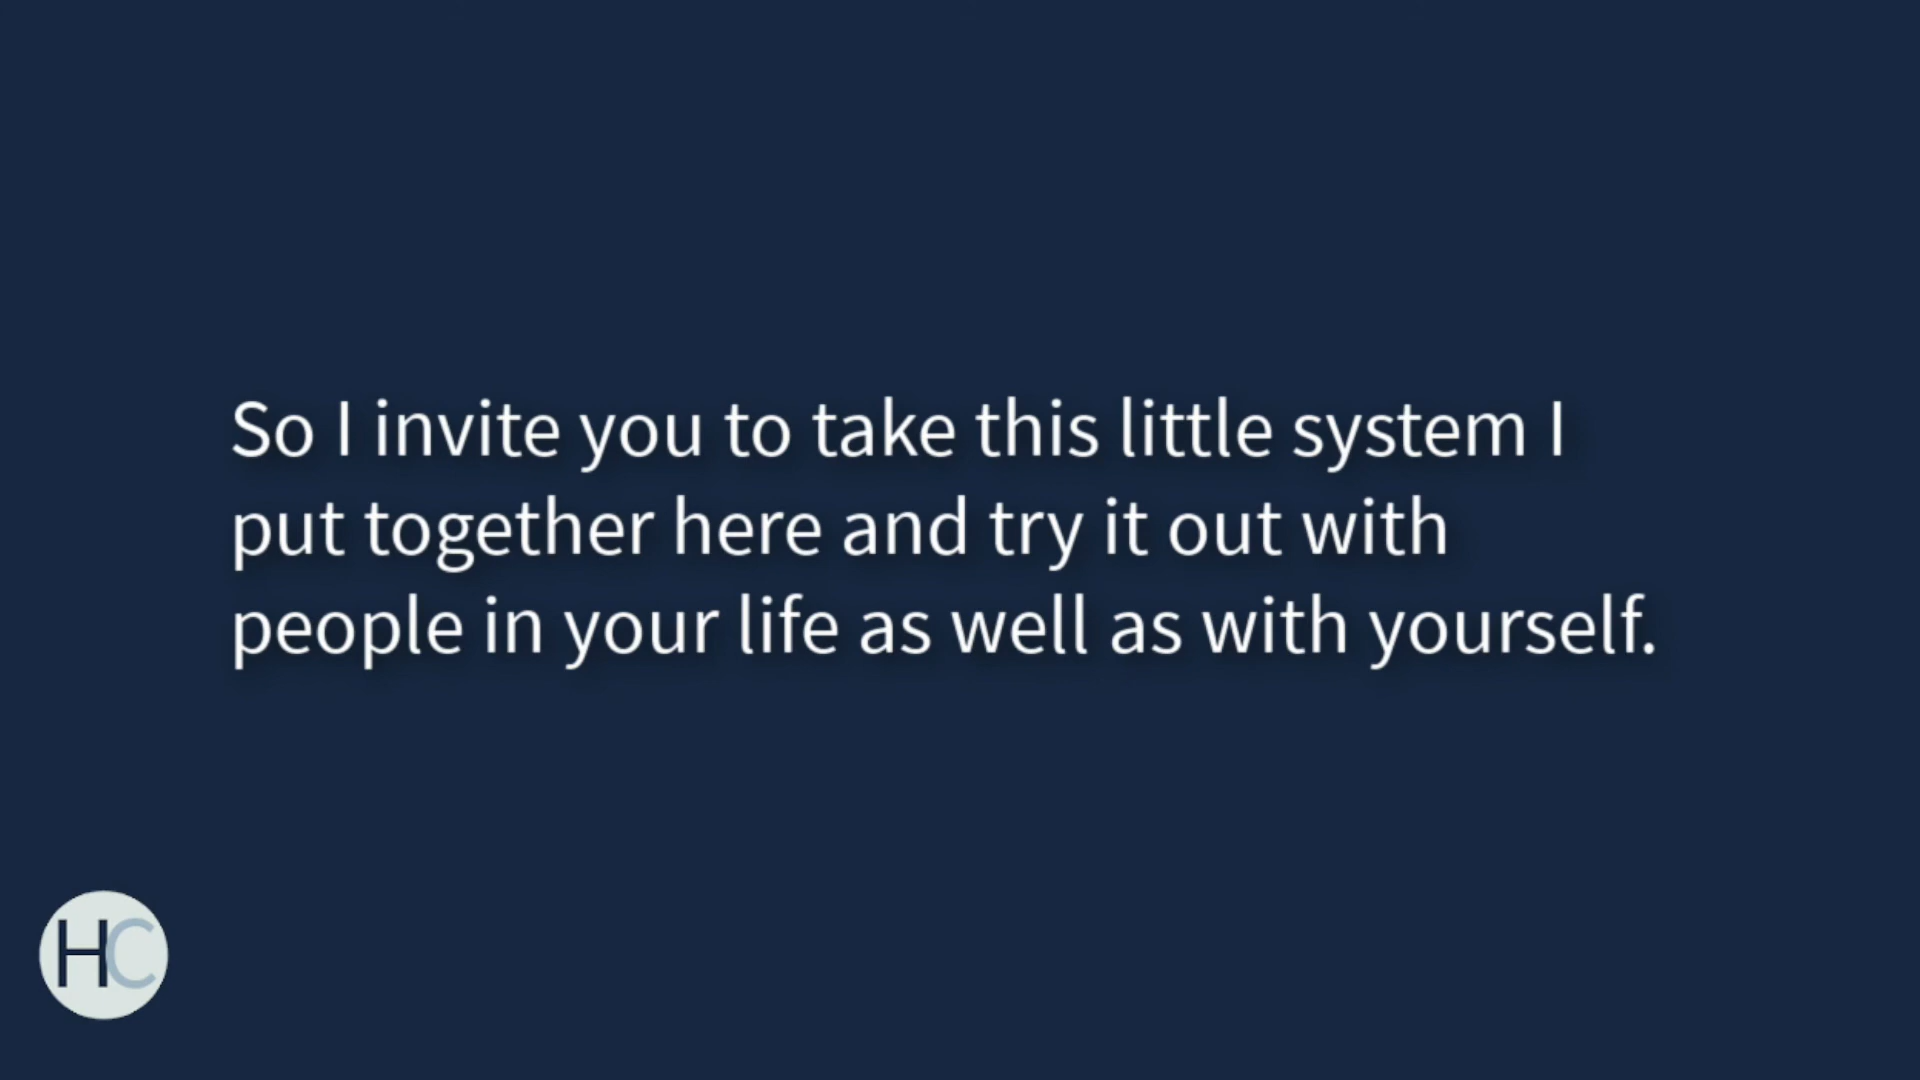 So I invite you to take this little system I
put together here and try it out with
people in your life as well as with yourself.
HC